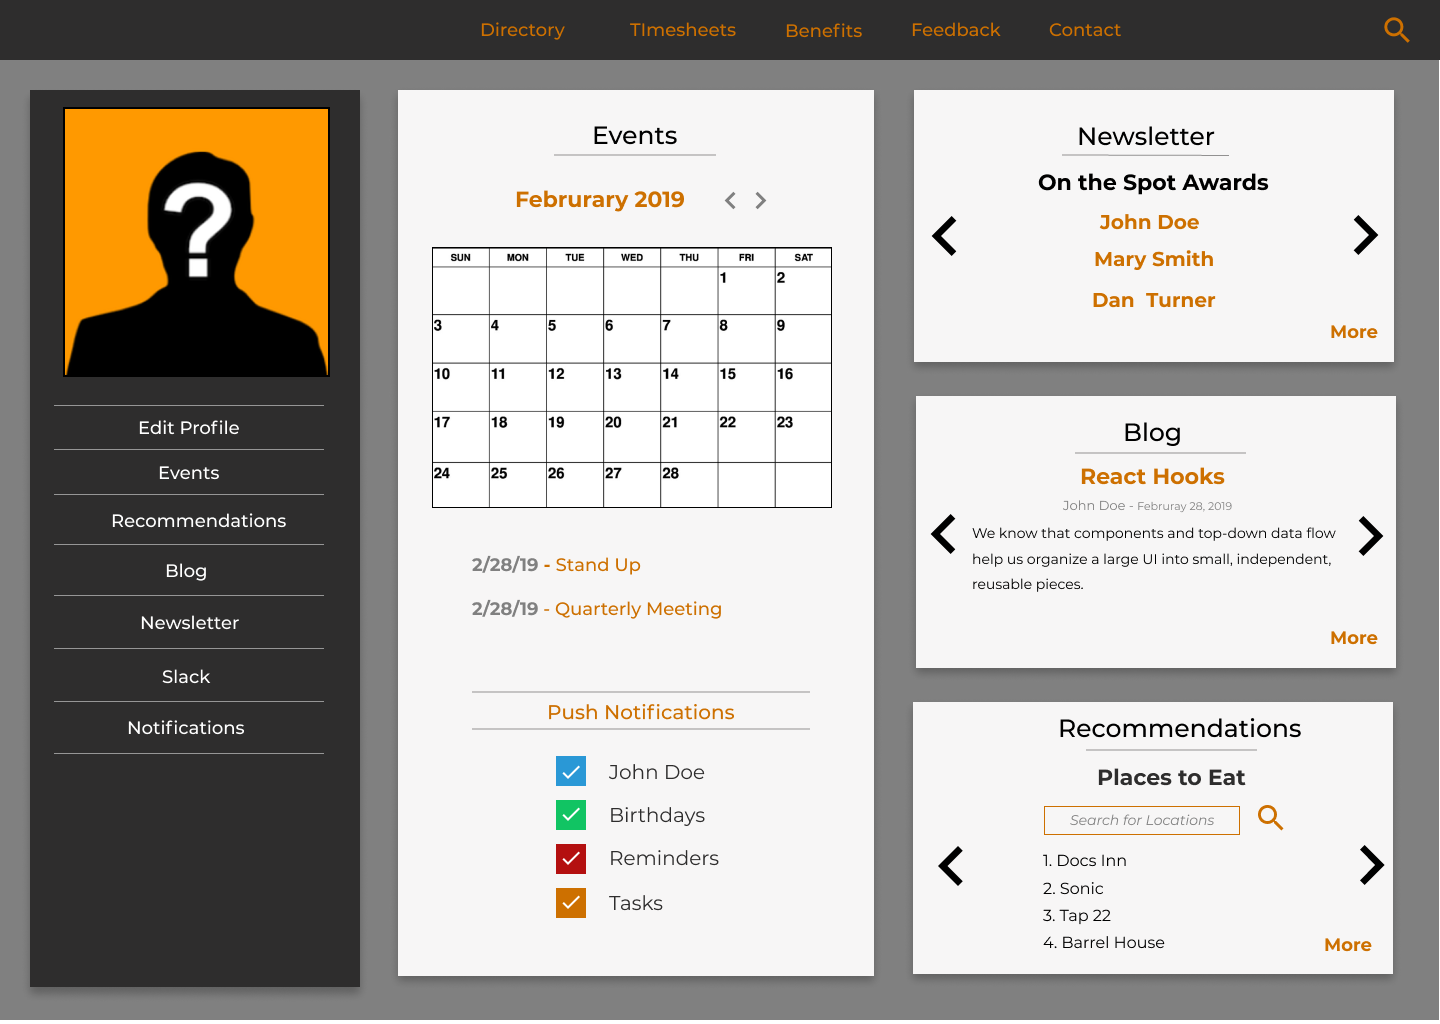 Directory TImesheets Benefits Feedback Contact
?
Edit Profile
Events
Recommendations
Blog
Newsletter
Slack
Notifications
Events
Februrary 2019
SUN MON TUE WED THU FRI SAT
1 2
3 4 5 6 7 8 9
10 11 12 13 14 15 16
17 18 19 20 21 22 23
24 25 26 27 28
2/28/19 - Stand Up
2/28/19 - Quarterly Meeting
Push Notifications
John Doe
Birthdays
Reminders
Tasks
Newsletter
On the Spot Awards
John Doe
Mary Smith
Dan Turner
More
Blog
React Hooks
John Doe - Februray 28, 2019
We know that components and top-down data flow
help us organize a large UI into small, independent,
reusable pieces.
More
Recommendations
Places to Eat
Search for Locations
1. Docs Inn
2. Sonic
3. Tap 22
4. Barrel House
More